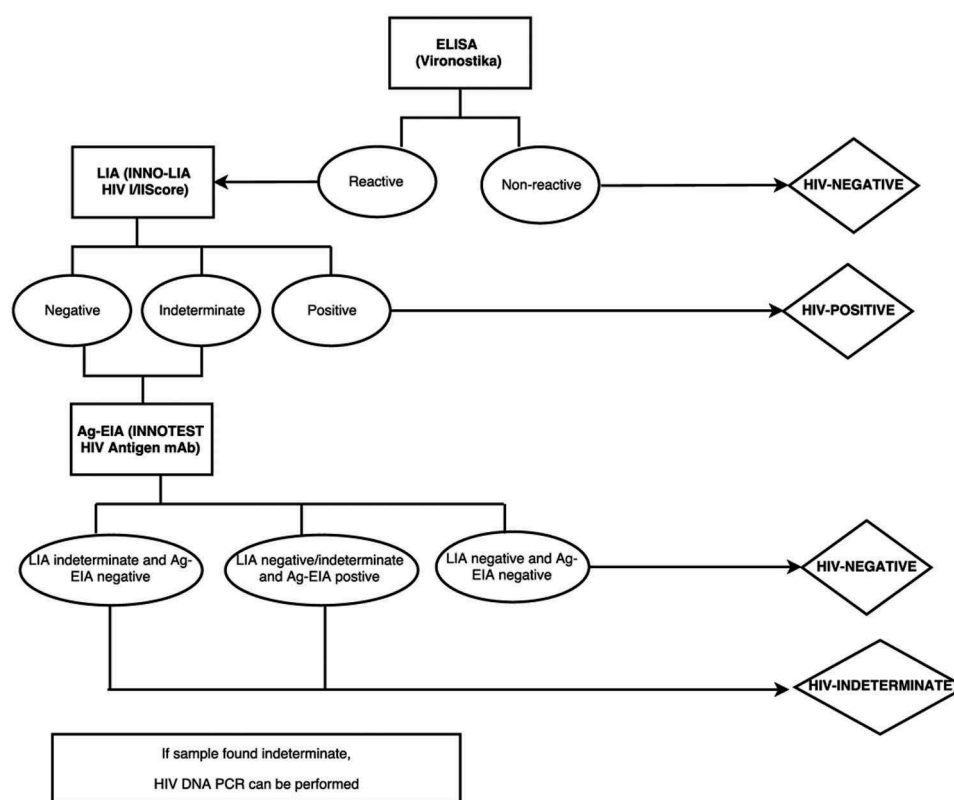 ELISA
(Vironostika)
LIA (INNO-LIA
HIV I/IIScore)
Reactive
Non-reactive
HIV-NEGATIVE
Negative
Indeterminate
Positive
HIV-POSITIVE
Ag-EIA (INNOTEST
HIV Antigen mAb)
LIA indeterminate and Ag-
EIA negative
LIA negative/indeterminate
and Ag-EIA postive
LIA negative and Ag-
EIA negative
HIV-NEGATIVE
HIV-INDETERMINATE
If sample found indeterminate,
HIV DNA PCR can be performed